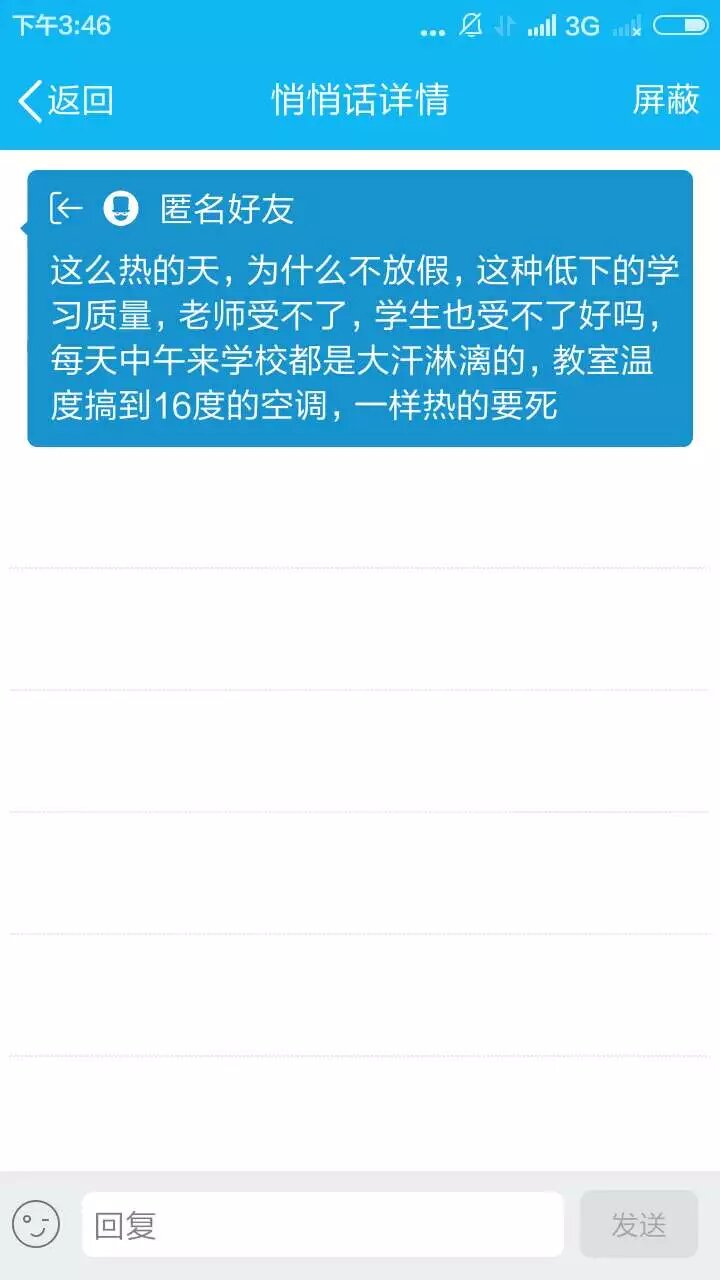 下午3:46
... 3G
返回 悄悄话详情 屏蔽
匿名好友
这么热的天，为什么不放假，这种低下的学
习质量，老师受不了，学生也受不了好吗，
每天中午来学校都是大汗淋漓的，教室温
度搞到16度的空调，一样热的要死
回复 发送